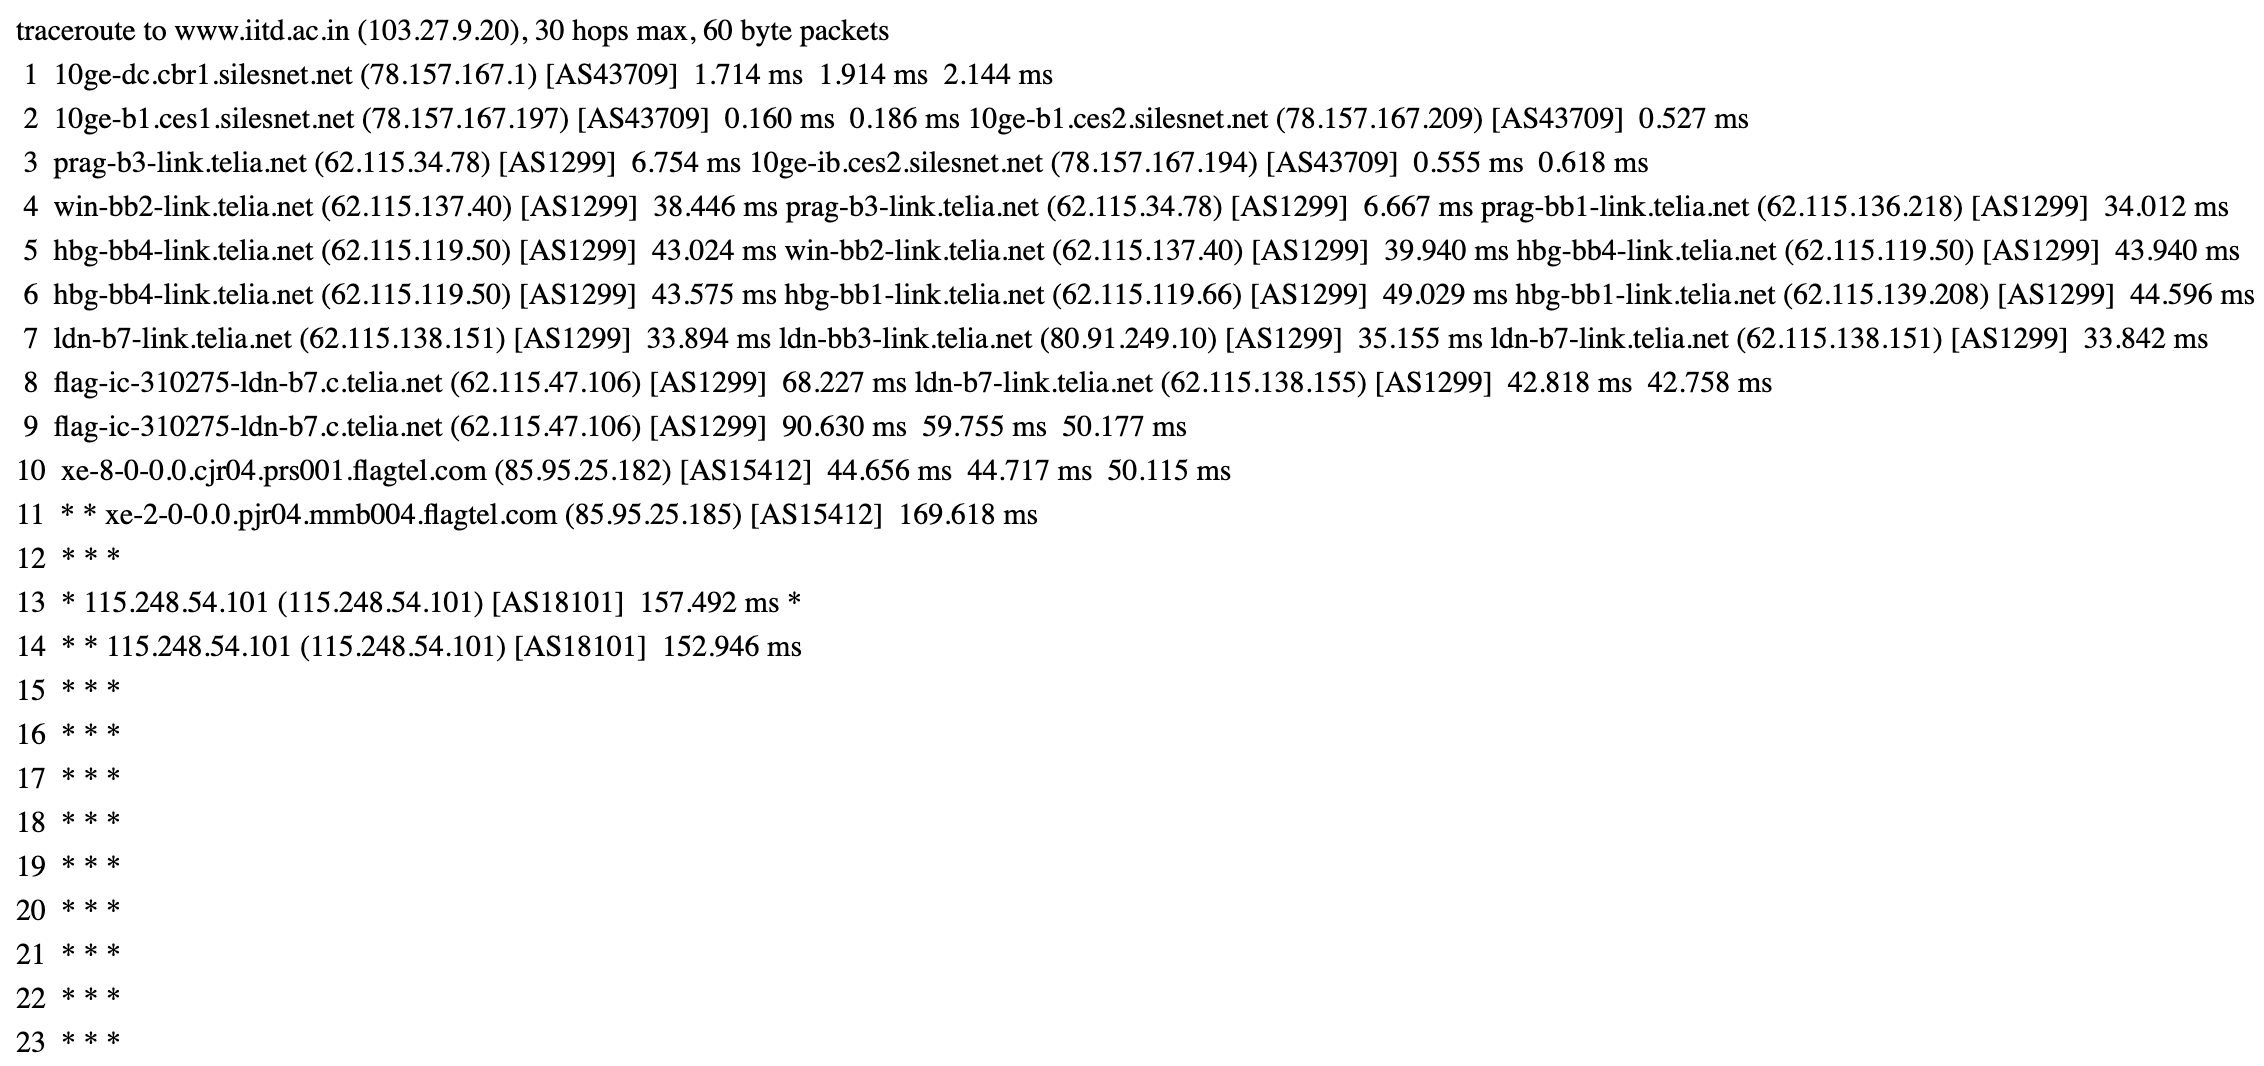 traceroute to www.iitd.ac.in (103.27.9.20), 30 hops max, 60 byte packets
1 10ge-dc.cbr1.silesnet.net (78.157.167.1) [AS43709] 1.714 ms 1.914 ms 2.144 ms
2 10ge-b1.ces1.silesnet.net (78.157.167.197) [AS43709] 0.160 ms 0.186 ms 10ge-b1.ces2.silesnet.net (78.157.167.209) [AS43709] 0.527 ms
3 prag-b3-link.telia.net (62.115.34.78) [AS1299] 6.754 ms 10ge-ib.ces2.silesnet.net (78.157.167.194) [AS43709] 0.555 ms 0.618 ms
4 win-bb2-link.telia.net (62.115.137.40) [AS1299] 38.446 ms prag-b3-link.telia.net (62.115.34.78) [AS1299] 6.667 ms prag-bb1-link.telia.net (62.115.136.218) [AS1299] 34.012 ms
5 hbg-bb4-link.telia.net (62.115.119.50) [AS1299] 43.024 ms win-bb2-link.telia.net (62.115.137.40) [AS1299] 39.940 ms hbg-bb4-link.telia.net (62.115.119.50) [AS1299] 43.940 ms
6 hbg-bb4-link.telia.net (62.115.119.50) [AS1299] 43.575 ms hbg-bb1-link.telia.net (62.115.119.66) [AS1299] 49.029 ms hbg-bb1-link.telia.net (62.115.139.208) [AS1299] 44.596 ms
7 ldn-b7-link.telia.net (62.115.138.151) [AS1299] 33.894 ms ldn-bb3-link.telia.net (80.91.249.10) [AS1299] 35.155 ms ldn-b7-link.telia.net (62.115.138.151) [AS1299] 33.842 ms
8 flag-ic-310275-ldn-b7.c.telia.net (62.115.47.106) [AS1299] 68.227 ms ldn-b7-link.telia.net (62.115.138.155) [AS1299] 42.818 ms 42.758 ms
9 flag-ic-310275-ldn-b7.c.telia.net (62.115.47.106) [AS1299] 90.630 ms 59.755 ms 50.177 ms
10 xe-8-0-0.0.cjr04.prs001.flagtel.com (85.95.25.182) [AS15412] 44.656 ms 44.717 ms 50.115 ms
11 * * xe-2-0-0.0.pjr04.mmb004.flagtel.com (85.95.25.185) [AS15412] 169.618 ms
12 * * *
13 * 115.248.54.101 (115.248.54.101) [AS18101] 157.492 ms *
14 * * 115.248.54.101 (115.248.54.101) [AS18101] 152.946 ms
15 * * *
16 * * *
17 * * *
18 * * *
19 * * *
20 * * *
21 * * *
22 * * *
23 * * *